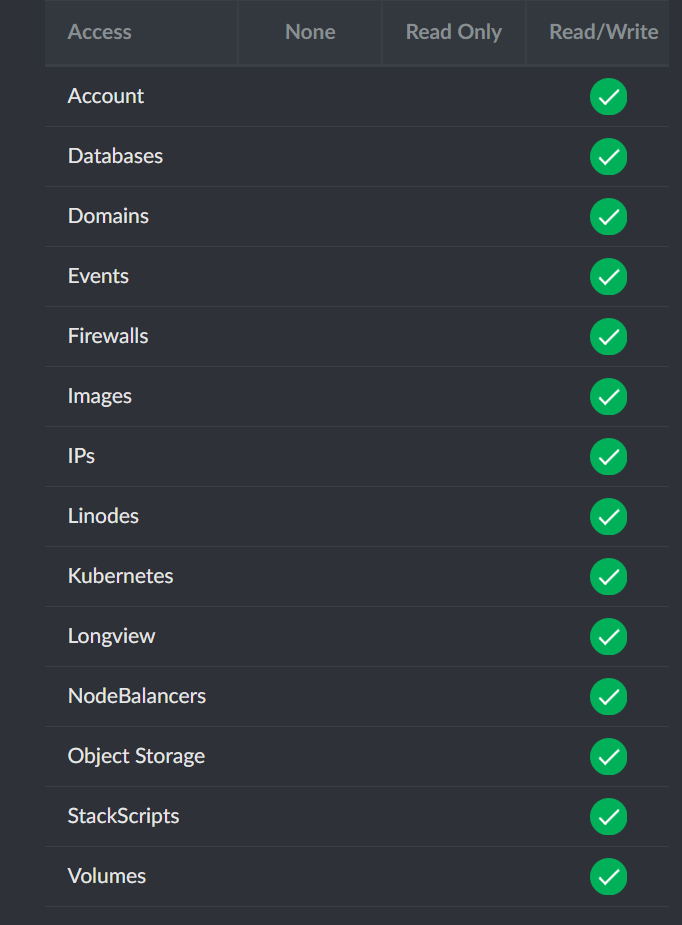 Access None Read Only Read/Write
Account
Databases
Domains
Events
Firewalls
Images
IPs
Linodes
Kubernetes
Longview
NodeBalancers
Object Storage
StackScripts
Volumes